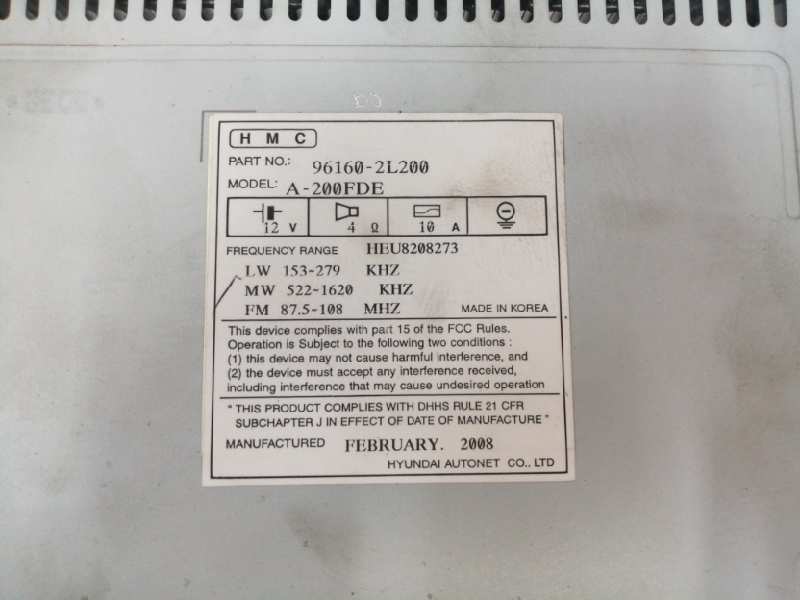 HMC
PART NO.: 96160-2L200
MODEL: A-200FDE
12 V 4 Ω 10 A
FREQUENCY RANGE HEU8208273
LW 153-279 KHZ
MW 522-1620 KHZ
FM 87.5-108 MHZ MADE IN KOREA
This device complies with part 15 of the FCC Rules.
Operation is Subject to the following two conditions :
(1) this device may not cause harmful interference, and
(2) the device must accept any interference received,
including interference that may cause undesired operation
" THIS PRODUCT COMPLIES WITH DHHS RULE 21 CFR
SUBCHAPTER J IN EFFECT OF DATE OF MANUFACTURE "
MANUFACTURED FEBRUARY. 2008
HYUNDAI AUTONET CO.. LTD